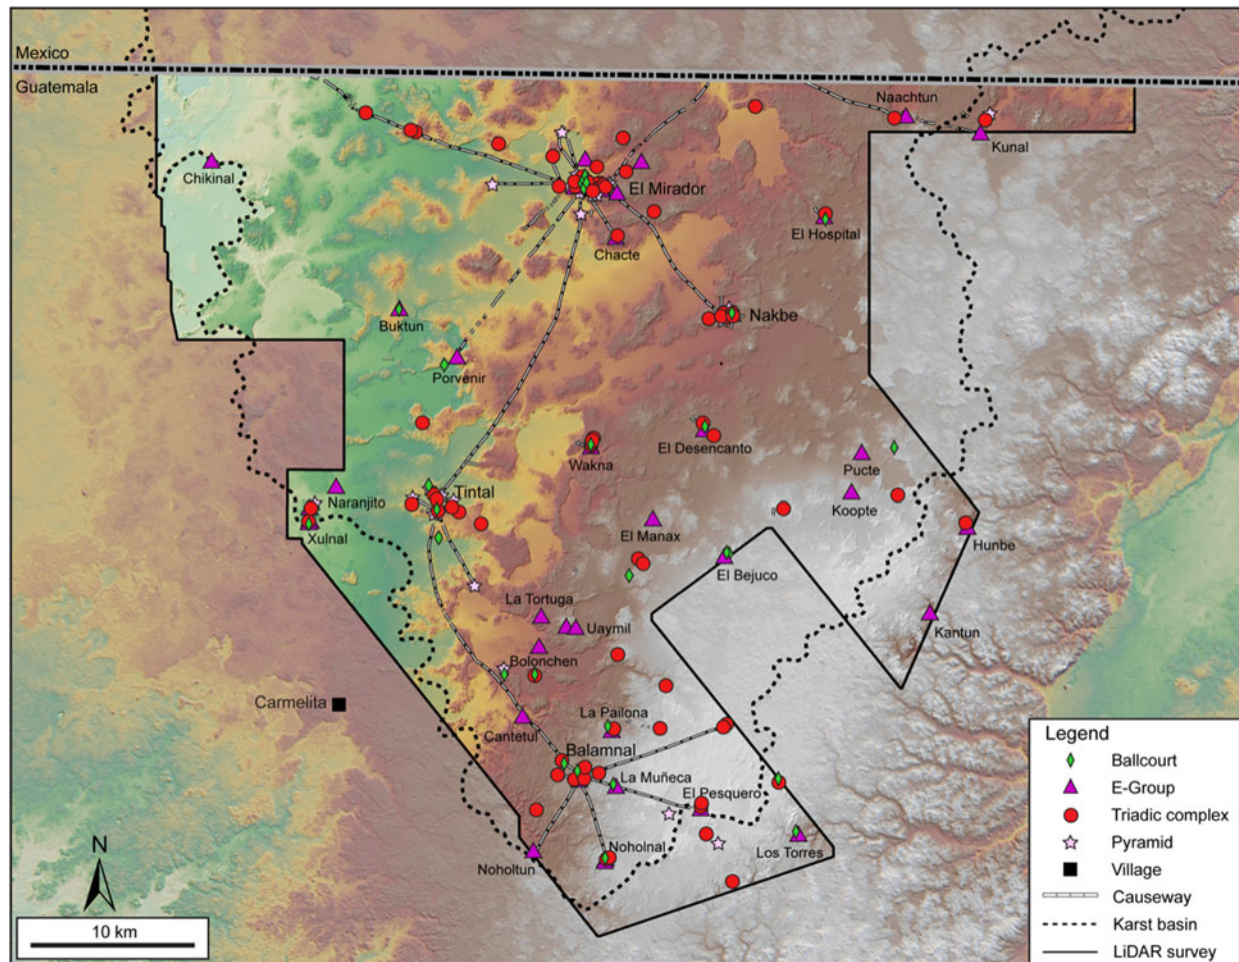 Mexico
Guatemala
Naachtun
Kunal
Chikinal
El Mirador
El Hospital
Chacte
Buktun
Nakbe
Porvenir
El Desencanto
Wakna
Pucte
Tintal
Naranjito
Koopte
Xulnal
El Manax
Hunbe
El Bejuco
La Tortuga
Uaymil
Kantun
Bolonchen
Carmelita
La Pailona
Cantetul
Balamnal
La Muñeca
El Pesquero
Noholnal
Los Torres
Noholtun
N
10 km
Legend
Ballcourt
E-Group
Triadic complex
Pyramid
Village
Causeway
Karst basin
LiDAR survey